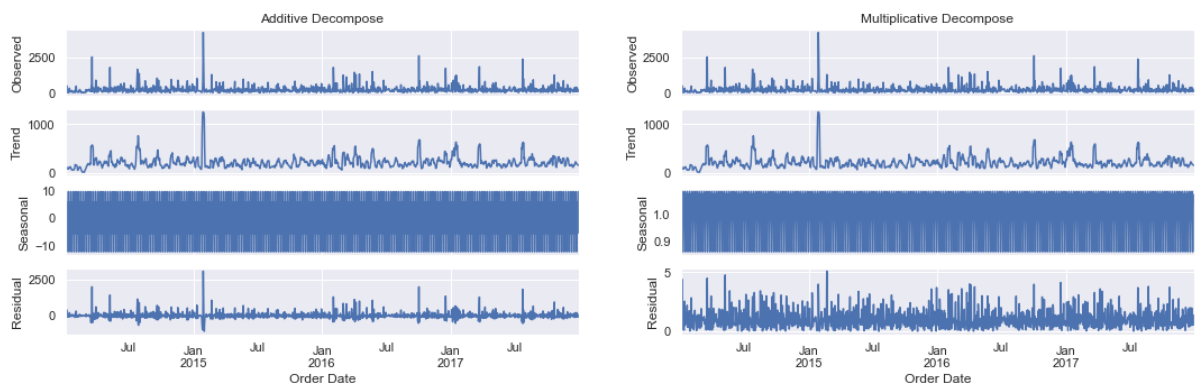 Additive Decompose
Observed
2500
0
Trend
1000
0
Seasonal
10
0
−10
Residual
2500
0
Jul
Jan
2015
Jul
Jan
2016
Jul
Jan
2017
Jul
Order Date
Multiplicative Decompose
Observed
2500
0
Trend
1000
0
Seasonal
1.0
0.9
Residual
5
0
Jul
Jan
2015
Jul
Jan
2016
Jul
Jan
2017
Jul
Order Date